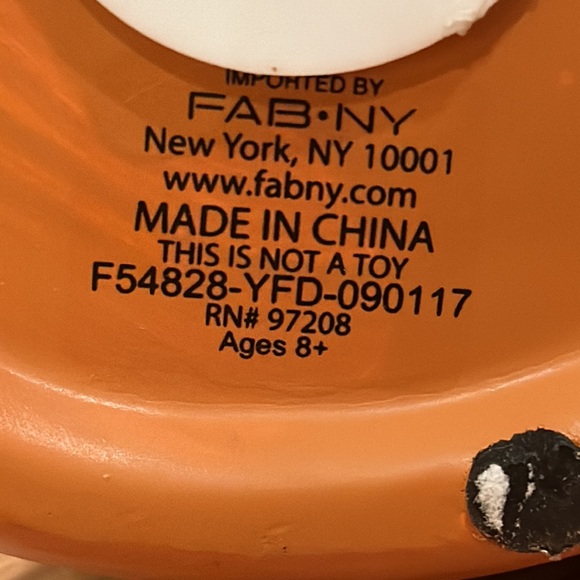 IMPORTED BY
FAB•NY
New York, NY 10001
www.fabny.com
MADE IN CHINA
THIS IS NOT A TOY
F54828-YFD-090117
RN# 97208
Ages 8+